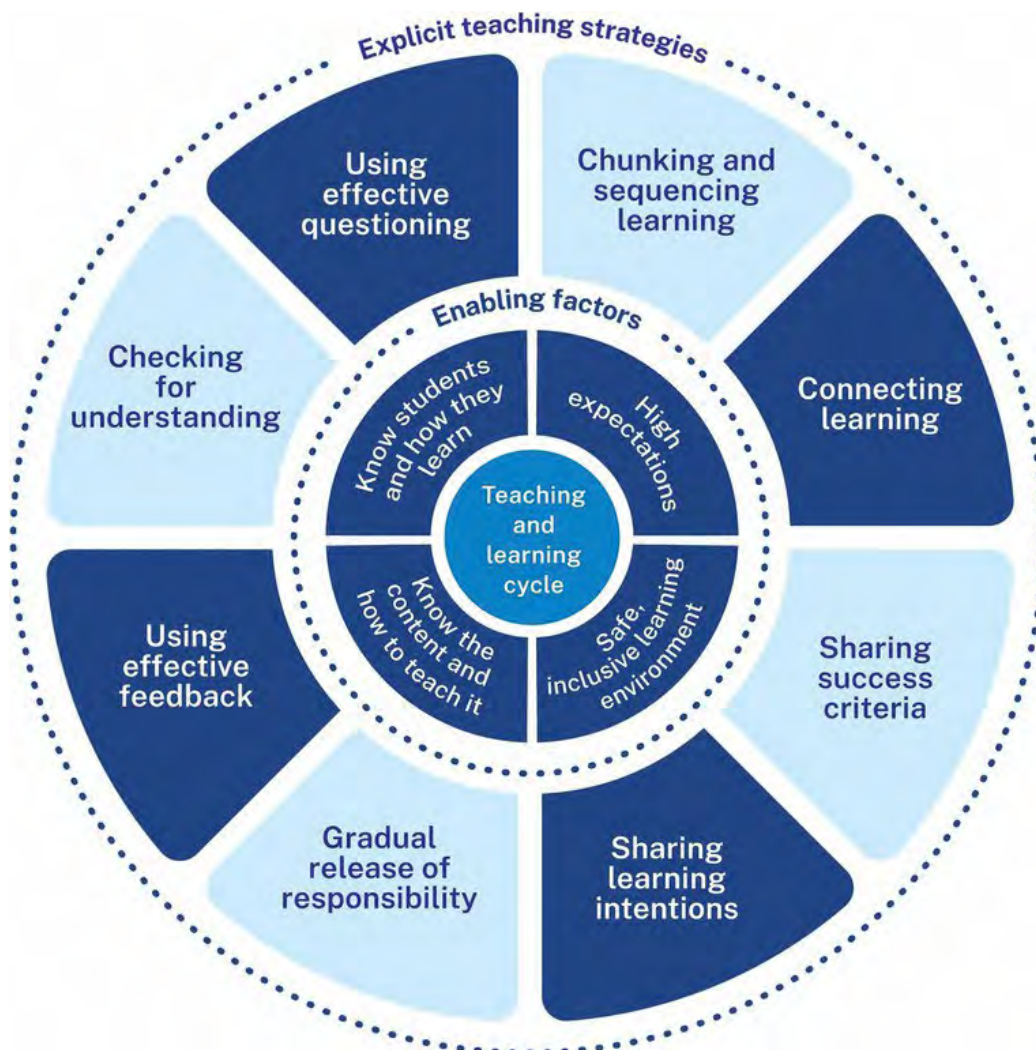 Explicit teaching strategies
Using
effective
questioning
Chunking and
sequencing
learning
Connecting
learning
Sharing
success
criteria
Sharing
learning
intentions
Gradual
release of
responsibility
Using
effective
feedback
Checking
for
understanding
Enabling factors
Know students
and how they
learn
High
expectations
Safe,
inclusive learning
environment
Know the
content and
how to teach it
Teaching
and
learning
cycle